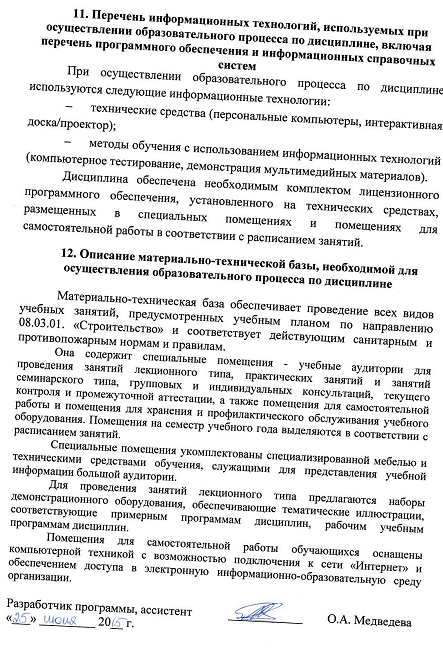 11. Перечень информационных технологий, используемых при
осуществлении образовательного процесса по дисциплине, включая
перечень программного обеспечения и информационных справочных
систем
При осуществлении образовательного процесса по дисциплине
используются следующие информационные технологии:
– технические средства (персональные компьютеры, интерактивная
доска/проектор);
– методы обучения с использованием информационных технологий
(компьютерное тестирование, демонстрация мультимедийных материалов).
Дисциплина обеспечена необходимым комплектом лицензионного
программного обеспечения, установленного на технических средствах,
размещенных в специальных помещениях и помещениях для
самостоятельной работы в соответствии с расписанием занятий.
12. Описание материально-технической базы, необходимой для
осуществления образовательного процесса по дисциплине
Материально-техническая база обеспечивает проведение всех видов
учебных занятий, предусмотренных учебным планом по направлению
08.03.01. «Строительство» и соответствует действующим санитарным и
противопожарным нормам и правилам.
Она содержит специальные помещения - учебные аудитории для
проведения занятий лекционного типа, практических занятий и занятий
семинарского типа, групповых и индивидуальных консультаций, текущего
контроля и промежуточной аттестации, а также помещения для самостоятельной
работы и помещения для хранения и профилактического обслуживания учебного
оборудования. Помещения на семестр учебного года выделяются в соответствии с
расписанием занятий.
Специальные помещения укомплектованы специализированной мебелью и
техническими средствами обучения, служащими для представления учебной
информации большой аудитории.
Для проведения занятий лекционного типа предлагаются наборы
демонстрационного оборудования, обеспечивающие тематические иллюстрации,
соответствующие примерным программам дисциплин, рабочим учебным
программам дисциплин.
Помещения для самостоятельной работы обучающихся оснащены
компьютерной техникой с возможностью подключения к сети «Интернет» и
обеспечением доступа в электронную информационно-образовательную среду
организации.
Разработчик программы, ассистент О.А. Медведева
«25» июня 2015 г.